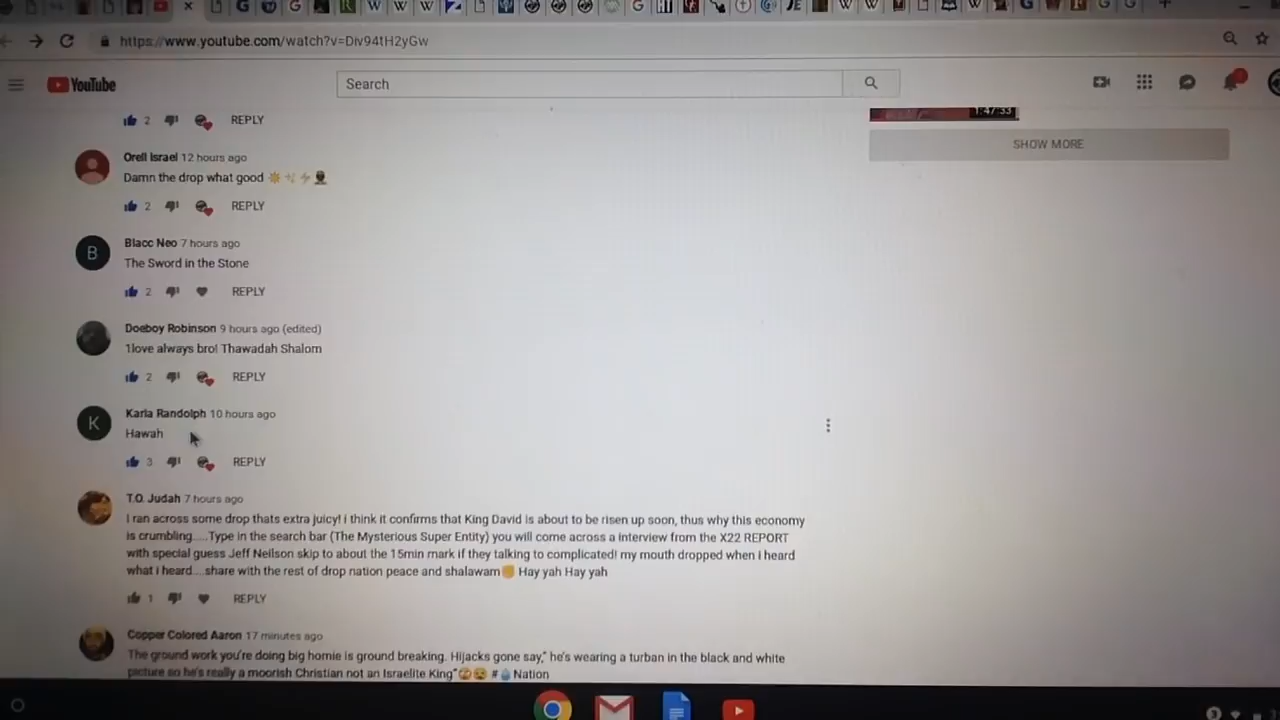 https://www.youtube.com/watch?v=Div94tH2yGw
YouTube
Search
2 REPLY
1:47:53
SHOW MORE
Orell Israel 12 hours ago
Damn the drop what good
2 REPLY
B
Blacc Neo 7 hours ago
The Sword in the Stone
2 REPLY
Doeboy Robinson 9 hours ago (edited)
1love always bro! Thawadah Shalom
2 REPLY
K
Karla Randolph 10 hours ago
Hawah
3 REPLY
T.O. Judah 7 hours ago
I ran across some drop thats extra juicy! i think it confirms that King David is about to be risen up soon, thus why this economy
is crumbling.....Type in the search bar (The Mysterious Super Entity) you will come across a interview from the X22 REPORT
with special guess Jeff Neilson skip to about the 15min mark if they talking to complicated! my mouth dropped when I heard
what i heard....share with the rest of drop nation peace and shalawam✊ Hay yah Hay yah
1 REPLY
Copper Colored Aaron 17 minutes ago
The ground work you're doing big homie is ground breaking. Hijacks gone say," he's wearing a turban in the black and white
picture so he's really a moorish Christian not an Israelite King" #💧Nation